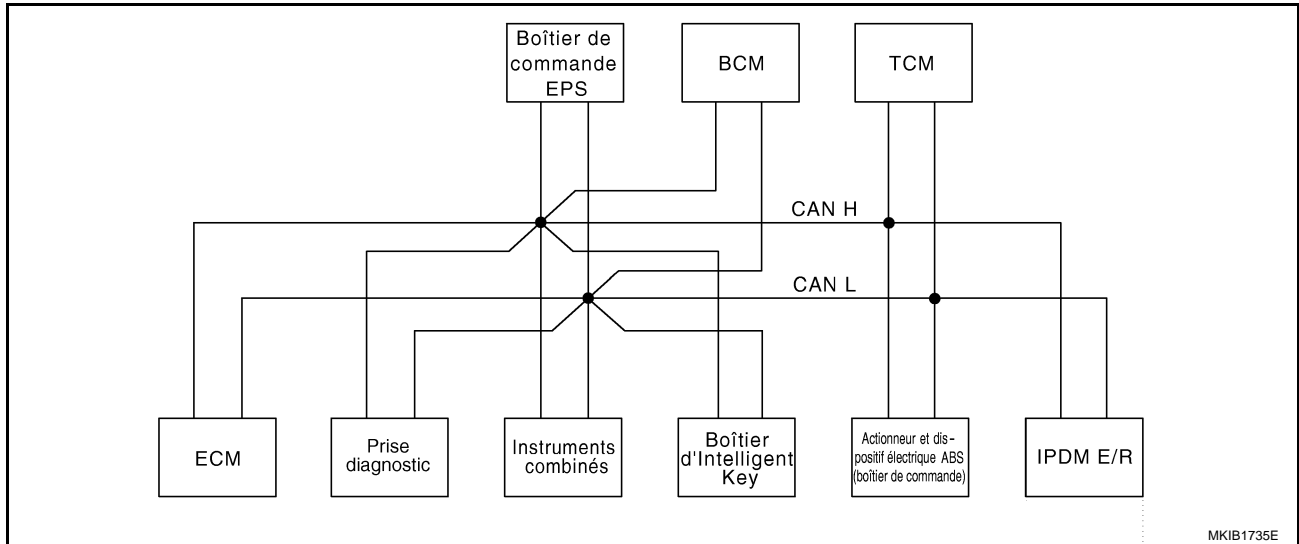 Boîtier de
commande
EPS
BCM
TCM
CAN H
CAN L
ECM
Prise
diagnostic
Instruments
combinés
Boîtier
d'Intelligent
Key
Actionneur et dis-
positif électrique ABS
(boîtier de commande)
IPDM E/R
MKIB1735E